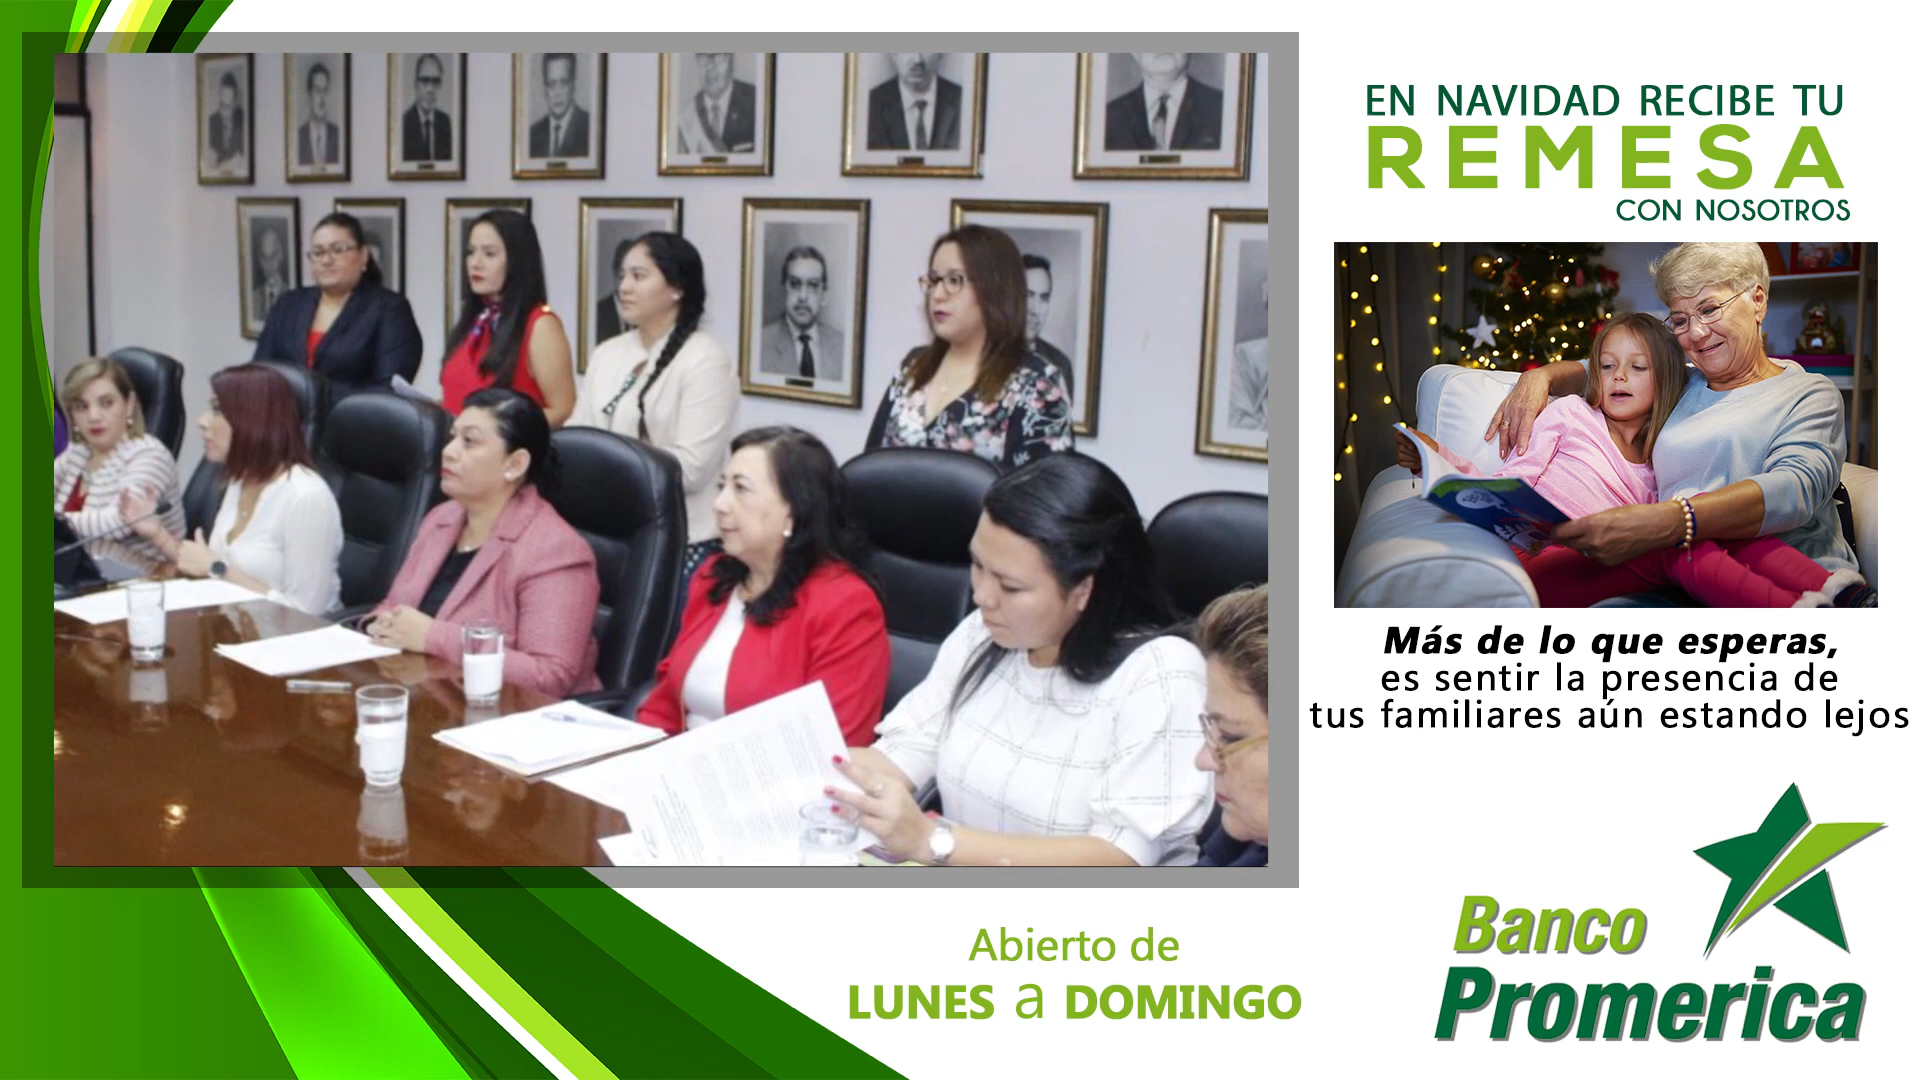 EN NAVIDAD RECIBE TU
REMESA
CON NOSOTROS
Más de lo que esperas,
es sentir la presencia de
tus familiares aún estando lejos
Abierto de
LUNES a DOMINGO
Banco
Promerica